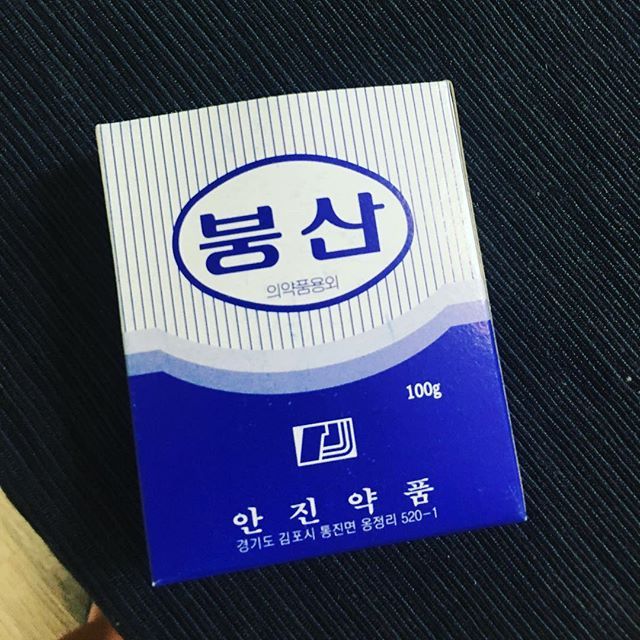 붕산
의약품용외
100g
안진약품
경기도 김포시 통진면 옹정리 520-1